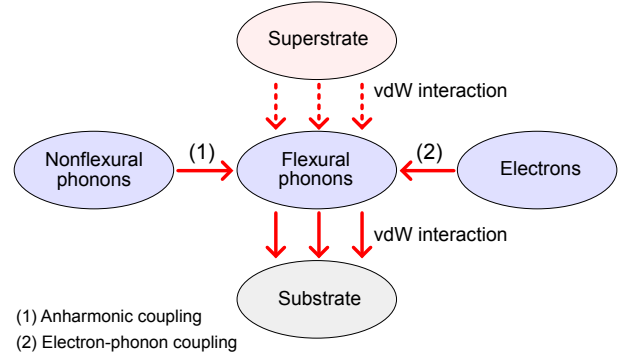 Superstrate
vdW interaction
Nonflexural
phonons
(1)
Flexural
phonons
(2)
Electrons
vdW interaction
Substrate
(1) Anharmonic coupling
(2) Electron-phonon coupling